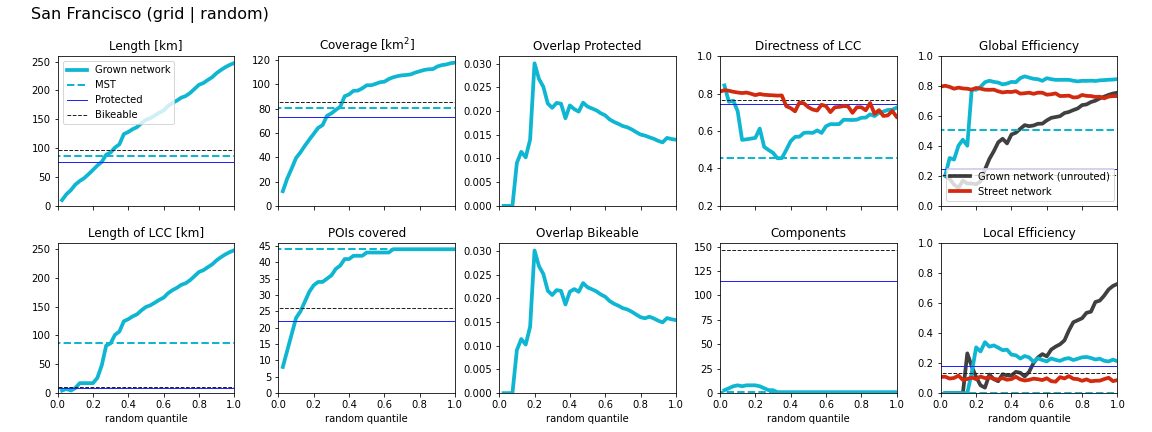 San Francisco (grid | random)
Length [km]
250
200
150
100
50
0
Grown network
MST
Protected
Bikeable
Coverage [km²]
120
100
80
60
40
20
0
Overlap Protected
0.030
0.025
0.020
0.015
0.010
0.005
0.000
Directness of LCC
1.0
0.8
0.6
0.4
0.2
Global Efficiency
1.0
0.8
0.6
0.4
0.2
0.0
Grown network (unrouted)
Street network
Length of LCC [km]
250
200
150
100
50
0
0.0 0.2 0.4 0.6 0.8 1.0
random quantile
POIs covered
45
40
35
30
25
20
15
10
5
0
0.0 0.2 0.4 0.6 0.8 1.0
random quantile
Overlap Bikeable
0.030
0.025
0.020
0.015
0.010
0.005
0.000
0.0 0.2 0.4 0.6 0.8 1.0
random quantile
Components
150
125
100
75
50
25
0
0.0 0.2 0.4 0.6 0.8 1.0
random quantile
Local Efficiency
1.0
0.8
0.6
0.4
0.2
0.0
0.0 0.2 0.4 0.6 0.8 1.0
random quantile